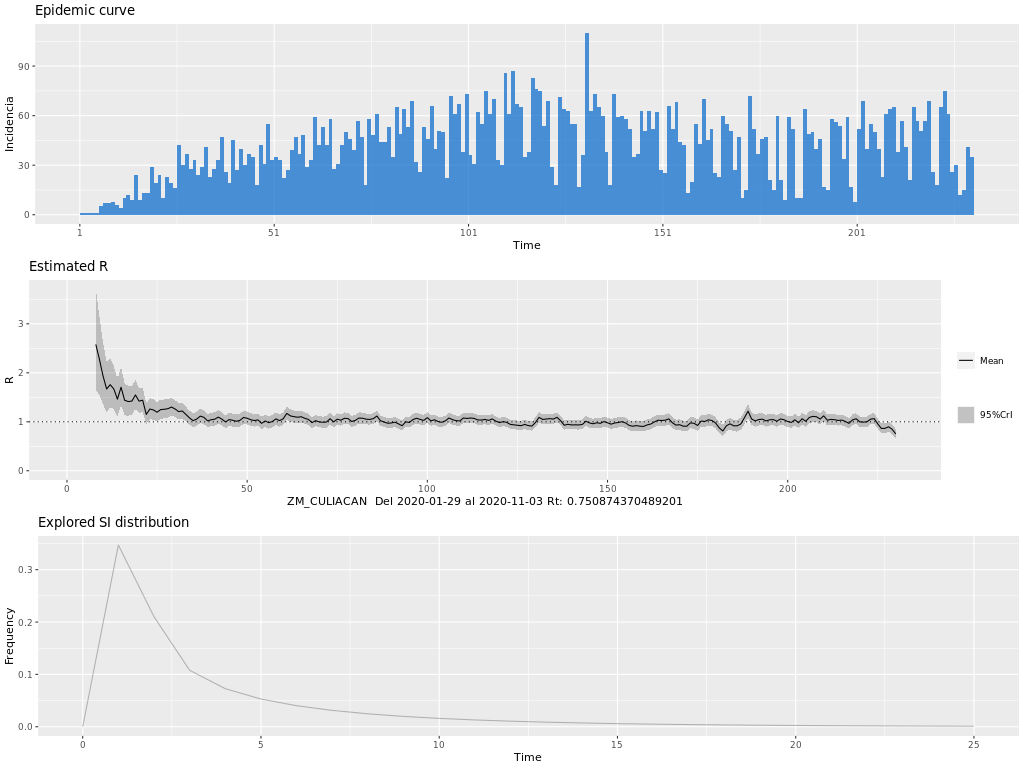 Epidemic curve
Incidencia
90
60
30
0
1 51 101 151 201
Time
Estimated R
R
3
2
1
0
0 50 100 150 200
ZM_CULIACAN Del 2020-01-29 al 2020-11-03 Rt: 0.750874370489201
Mean
95%CrI
Explored SI distribution
Frequency
0.3
0.2
0.1
0.0
0 5 10 15 20 25
Time